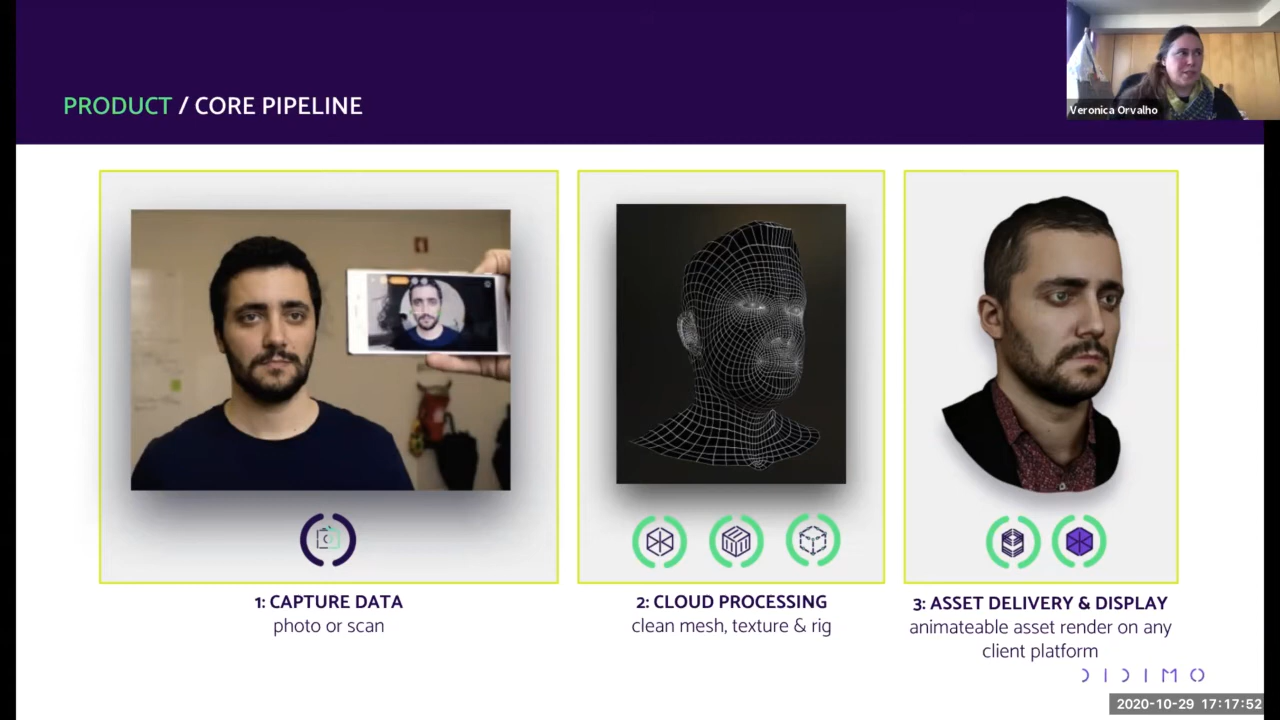 PRODUCT / CORE PIPELINE
Veronica Orvalho
1: CAPTURE DATA
photo or scan
2: CLOUD PROCESSING
clean mesh, texture & rig
3: ASSET DELIVERY & DISPLAY
animateable asset render on any
client platform
DIDIMO
2020-10-29 17:17:52